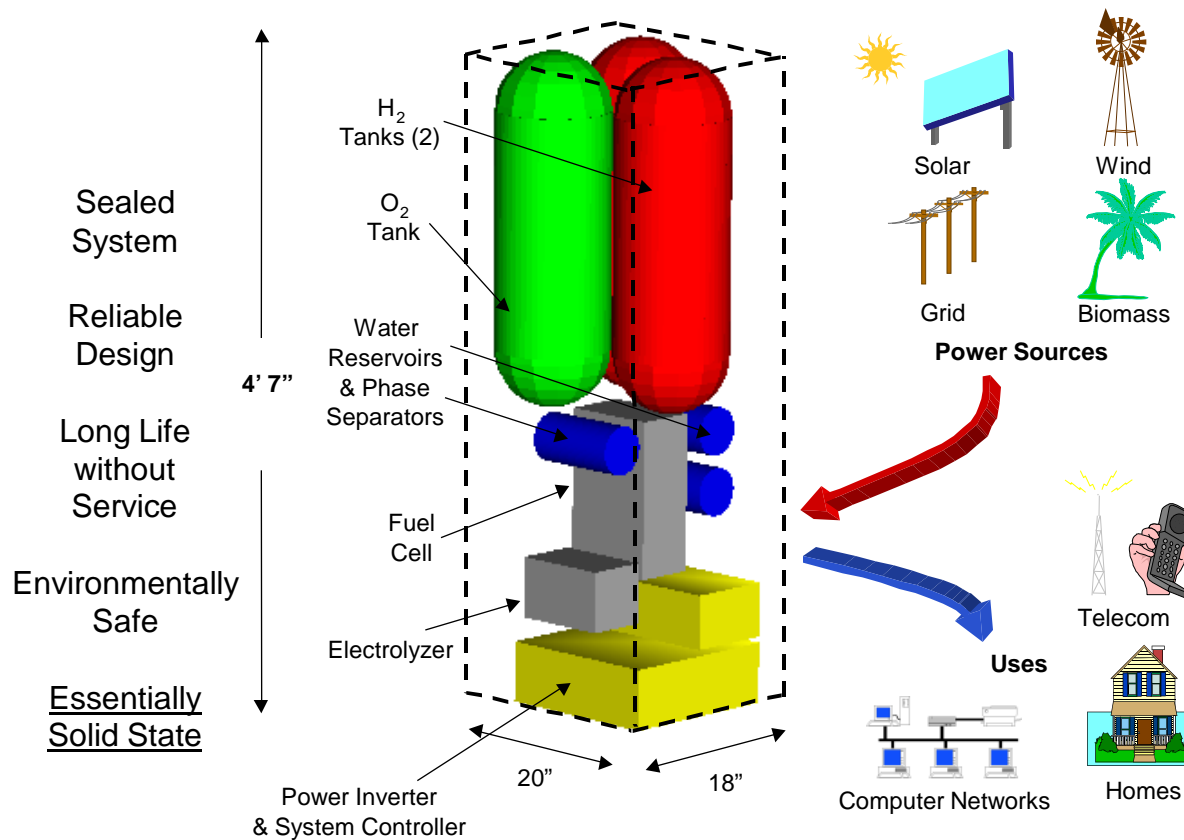 Sealed
System
Reliable
Design
Long Life
without
Service
Environmentally
Safe
Essentially
Solid State
4’ 7”
H₂
Tanks (2)
O₂
Tank
Water
Reservoirs
& Phase
Separators
Fuel
Cell
Electrolyzer
Power Inverter
& System Controller
20”
18”
Solar
Wind
Grid
Biomass
Power Sources
Telecom
Uses
Computer Networks
Homes